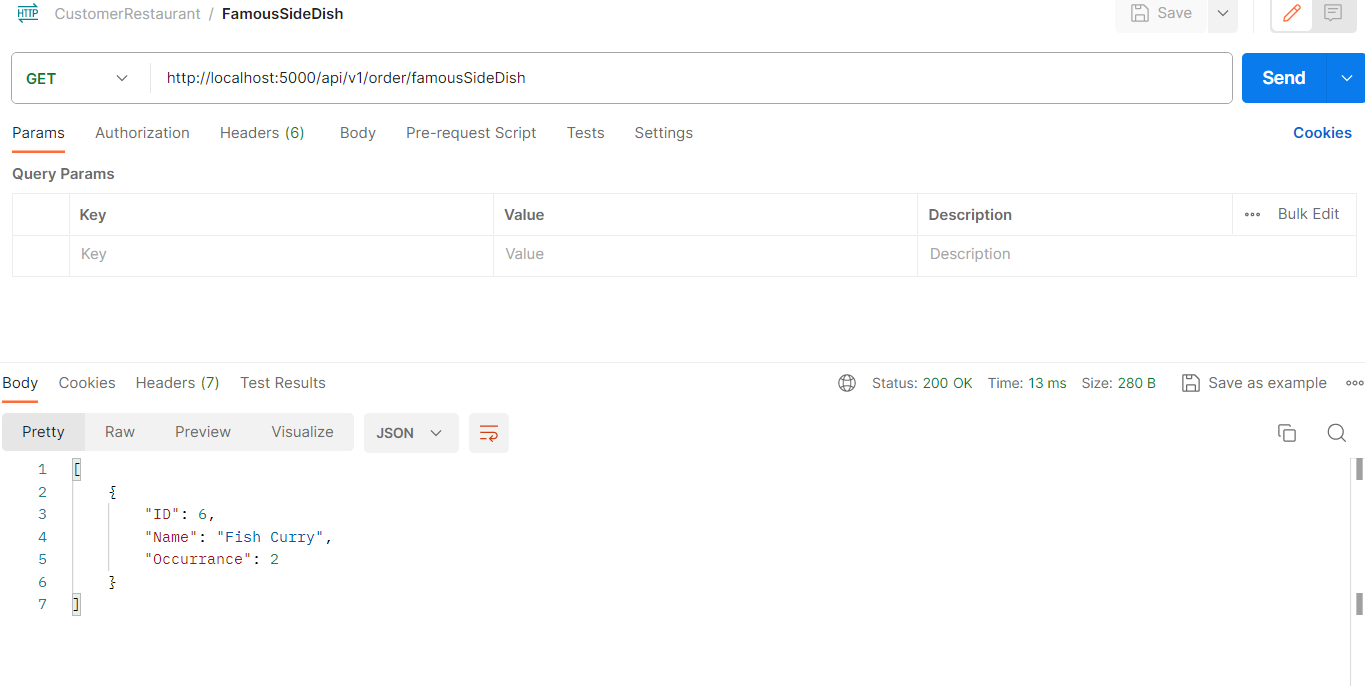 HTTP CustomerRestaurant / FamousSideDish Save
GET http://localhost:5000/api/v1/order/famousSideDish Send
Params Authorization Headers (6) Body Pre-request Script Tests Settings Cookies
Query Params
Key Value Description Bulk Edit
Key Value Description
Body Cookies Headers (7) Test Results Status: 200 OK Time: 13 ms Size: 280 B Save as example
Pretty Raw Preview Visualize JSON
1 [
2 {
3 "ID": 6,
4 "Name": "Fish Curry",
5 "Occurrance": 2
6 }
7 ]